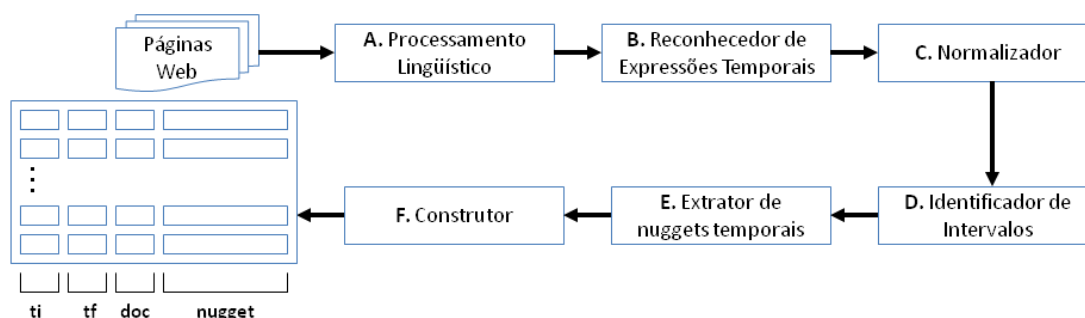 Páginas
Web
A. Processamento
Lingüístico
B. Reconhecedor de
Expressões Temporais
C. Normalizador
D. Identificador de
Intervalos
E. Extrator de
nuggets temporais
F. Construtor
ti tf doc nugget